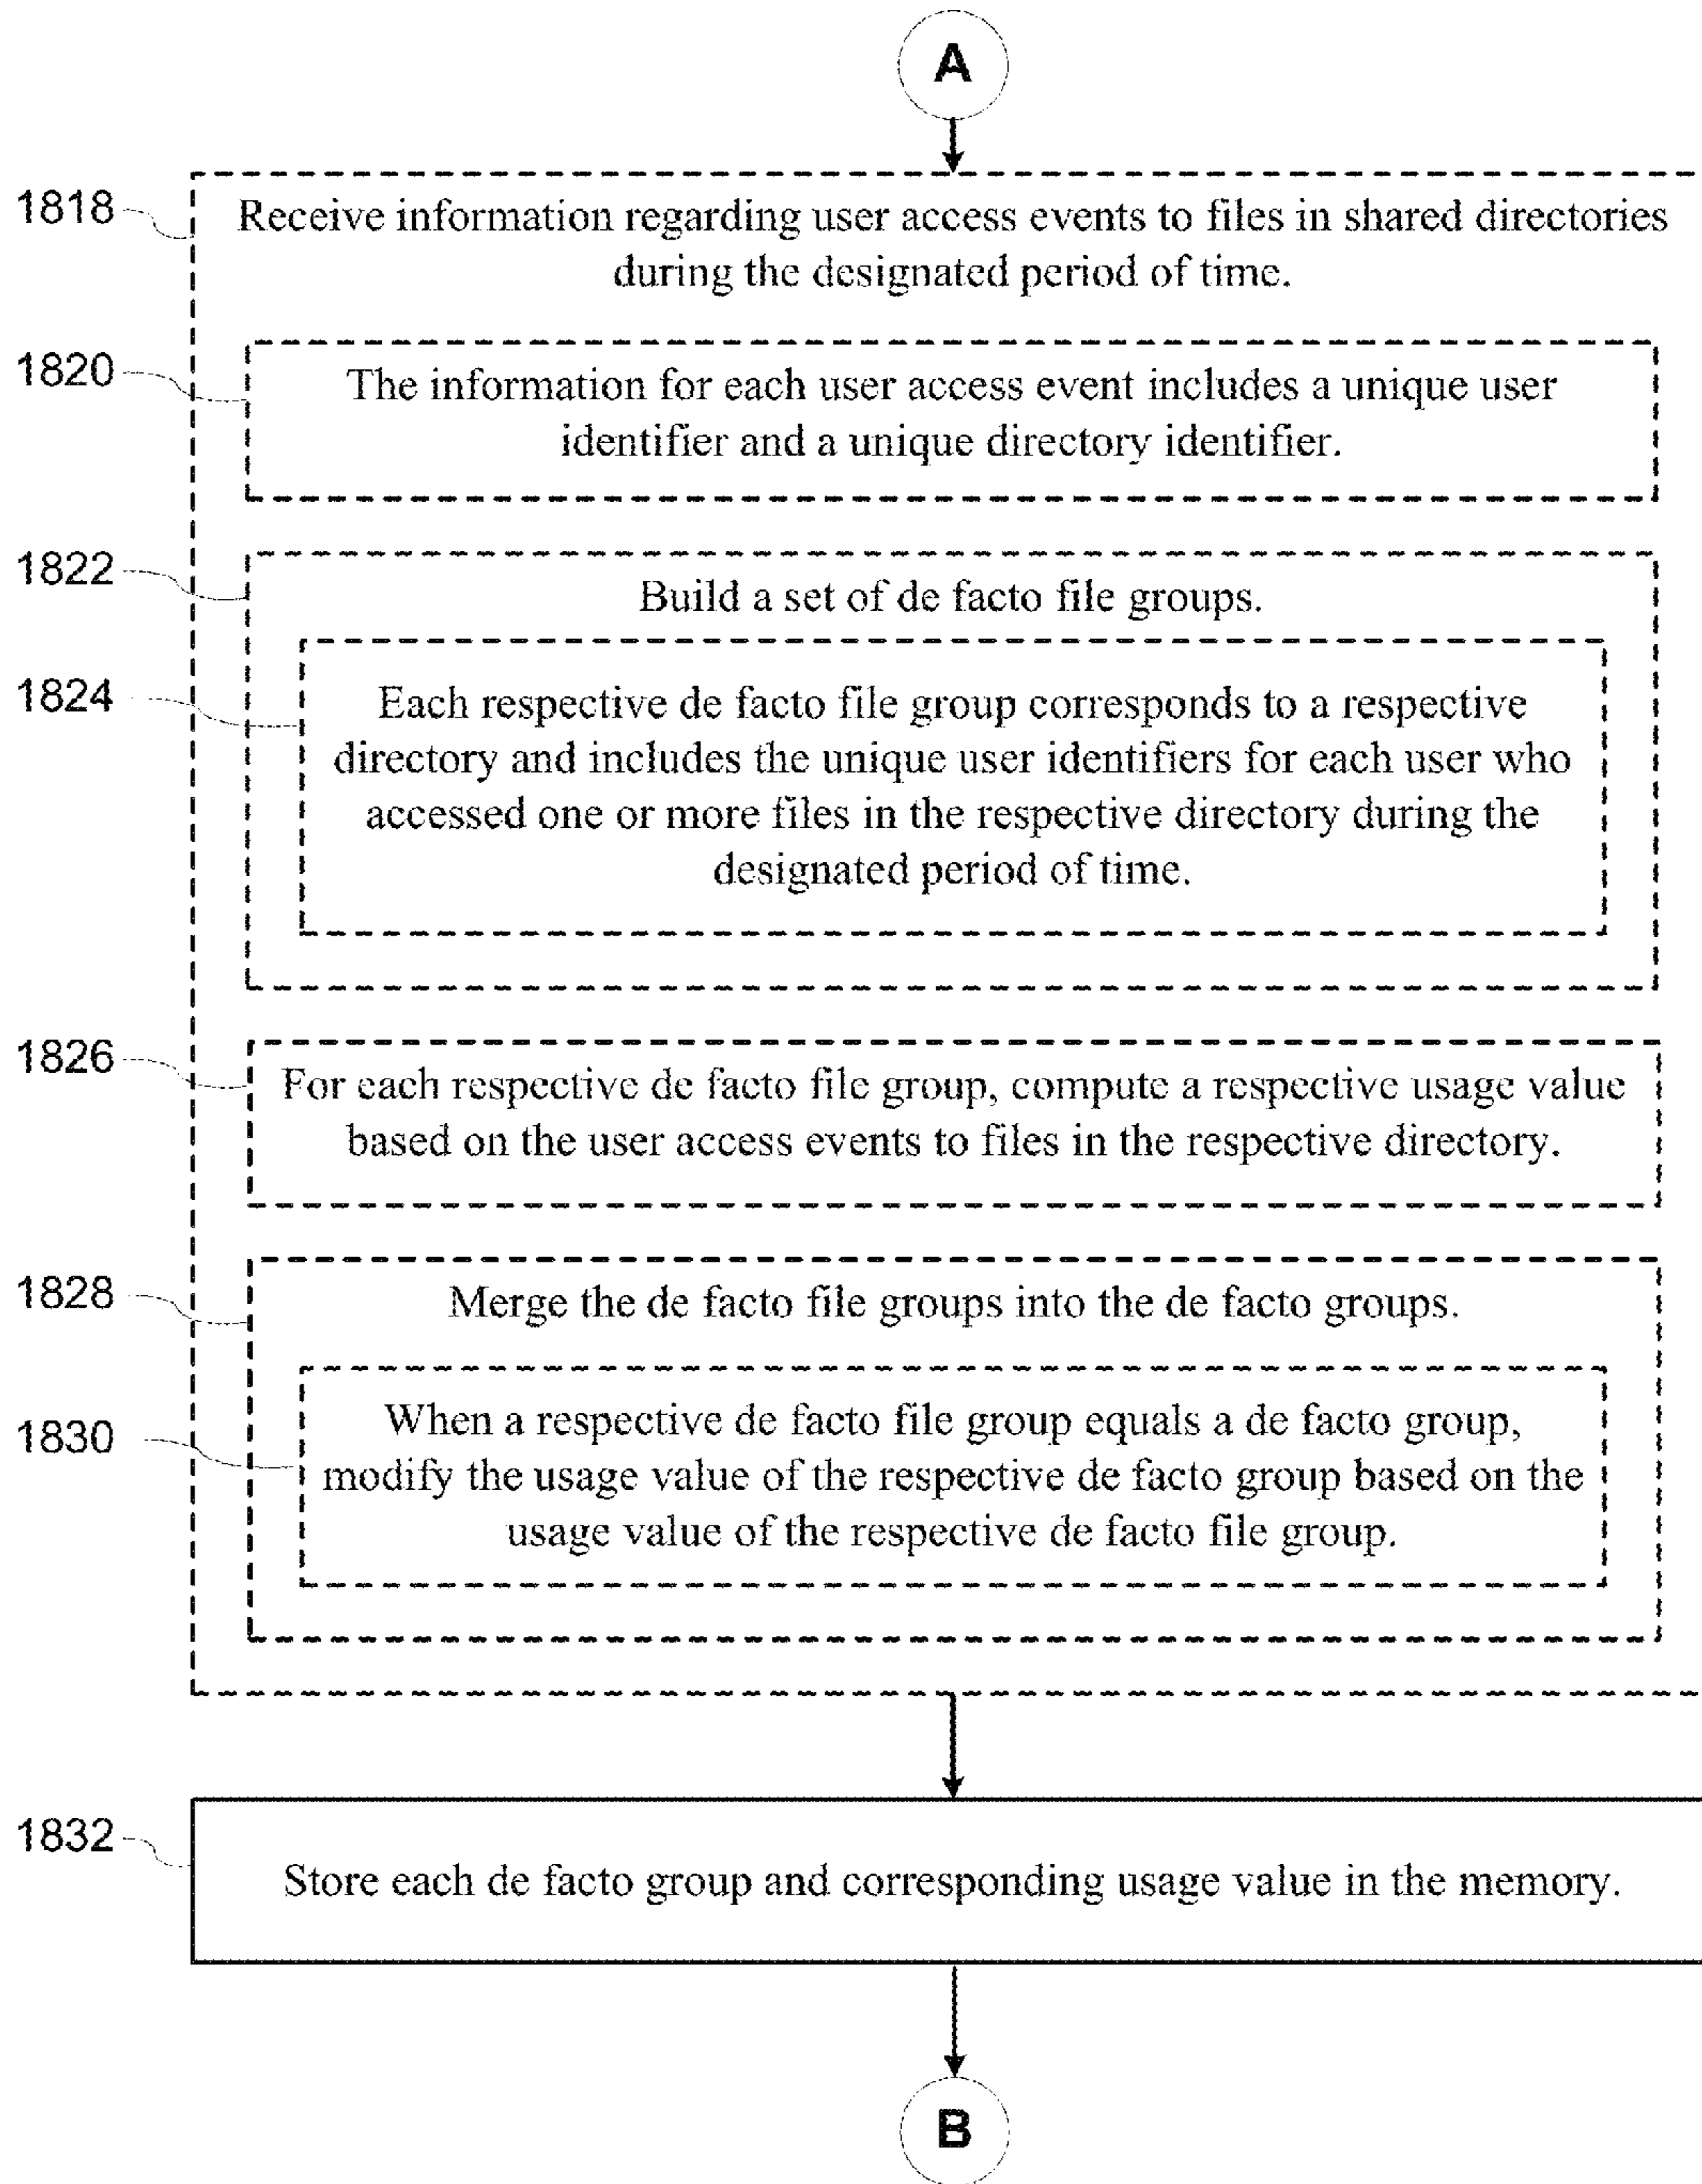 A
1818
Receive information regarding user access events to files in shared directories
during the designated period of time.
1820
The information for each user access event includes a unique user
identifier and a unique directory identifier.
1822
Build a set of de facto file groups.
1824
Each respective de facto file group corresponds to a respective
directory and includes the unique user identifiers for each user who
accessed one or more files in the respective directory during the
designated period of time.
1826
For each respective de facto file group, compute a respective usage value
based on the user access events to files in the respective directory.
1828
Merge the de facto file groups into the de facto groups.
1830
When a respective de facto file group equals a de facto group,
modify the usage value of the respective de facto group based on the
usage value of the respective de facto file group.
1832
Store each de facto group and corresponding usage value in the memory.
B